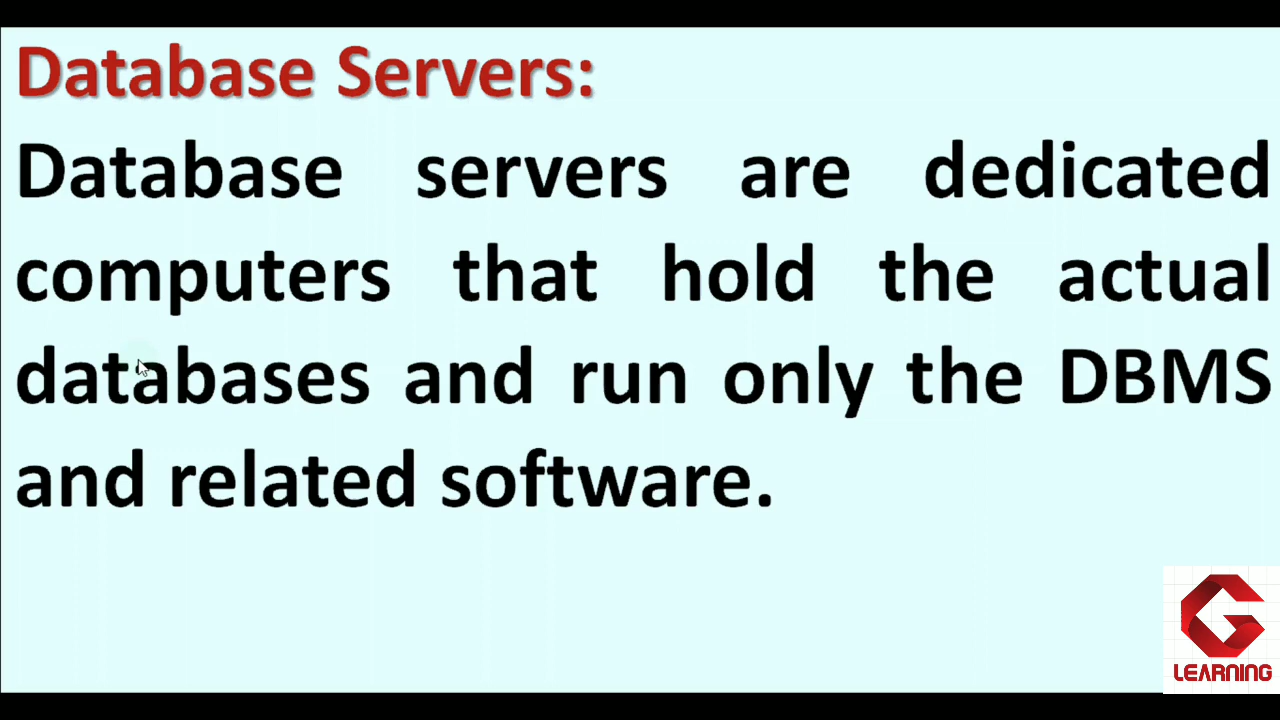 Database Servers:
Database servers are dedicated
computers that hold the actual
databases and run only the DBMS
and related software.
G
LEARNING